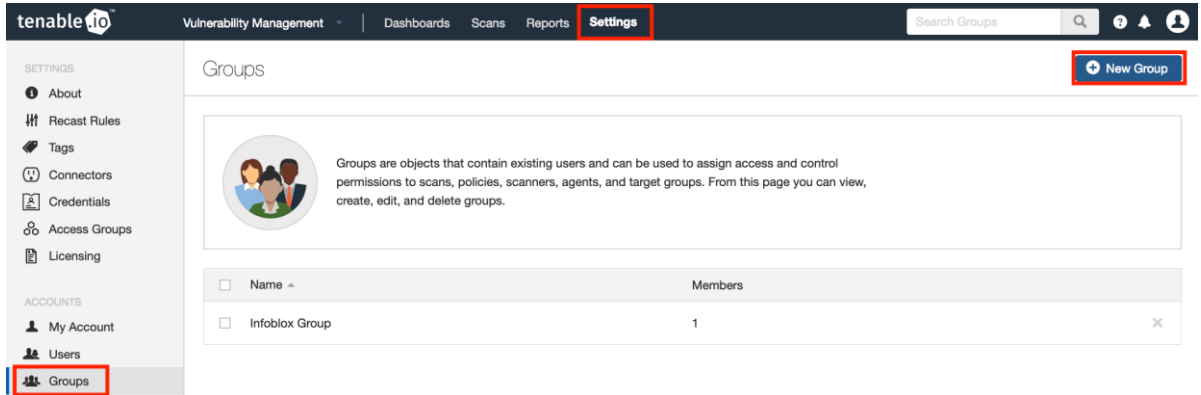 tenable.io™ Vulnerability Management Dashboards Scans Reports Settings Search Groups
SETTINGS
About
Recast Rules
Tags
Connectors
Credentials
Access Groups
Licensing
ACCOUNTS
My Account
Users
Groups
Groups
New Group
Groups are objects that contain existing users and can be used to assign access and control
permissions to scans, policies, scanners, agents, and target groups. From this page you can view,
create, edit, and delete groups.
Name Members
Infoblox Group 1